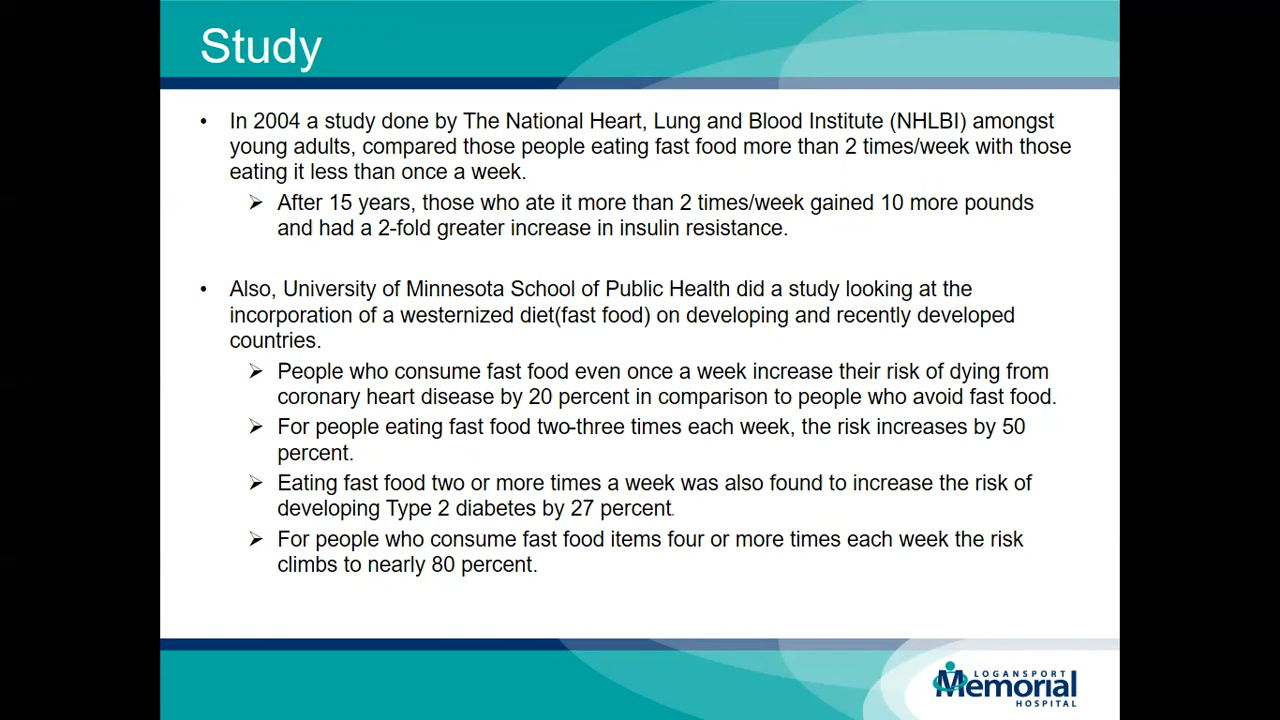 Study
• In 2004 a study done by The National Heart, Lung and Blood Institute (NHLBI) amongst
young adults, compared those people eating fast food more than 2 times/week with those
eating it less than once a week.
➢ After 15 years, those who ate it more than 2 times/week gained 10 more pounds
and had a 2-fold greater increase in insulin resistance.
• Also, University of Minnesota School of Public Health did a study looking at the
incorporation of a westernized diet(fast food) on developing and recently developed
countries.
➢ People who consume fast food even once a week increase their risk of dying from
coronary heart disease by 20 percent in comparison to people who avoid fast food.
➢ For people eating fast food two-three times each week, the risk increases by 50
percent.
➢ Eating fast food two or more times a week was also found to increase the risk of
developing Type 2 diabetes by 27 percent.
➢ For people who consume fast food items four or more times each week the risk
climbs to nearly 80 percent.
LOGANSPORT
Memorial
HOSPITAL